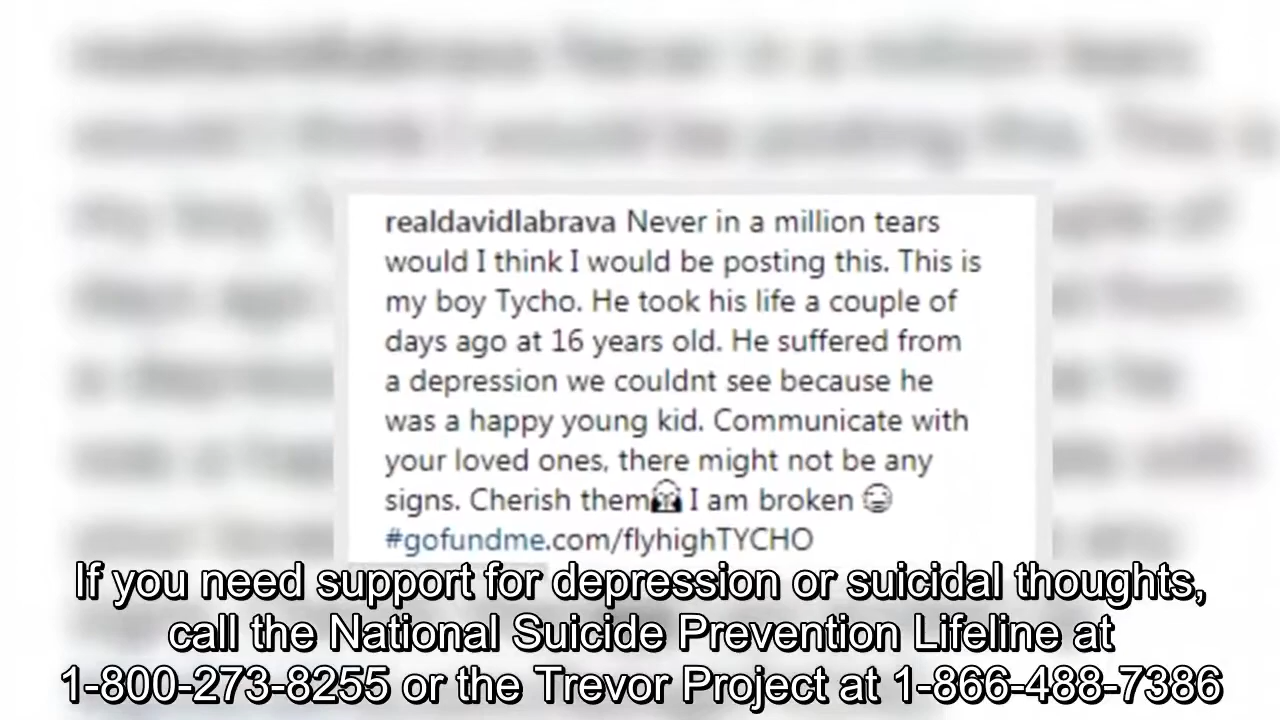 realdavidlabrava Never in a million tears
would I think I would be posting this. This is
my boy Tycho. He took his life a couple of
days ago at 16 years old. He suffered from
a depression we couldnt see because he
was a happy young kid. Communicate with
your loved ones, there might not be any
signs. Cherish them I am broken
#gofundme.com/flyhighTYCHO
If you need support for depression or suicidal thoughts,
call the National Suicide Prevention Lifeline at
1-800-273-8255 or the Trevor Project at 1-866-488-7386